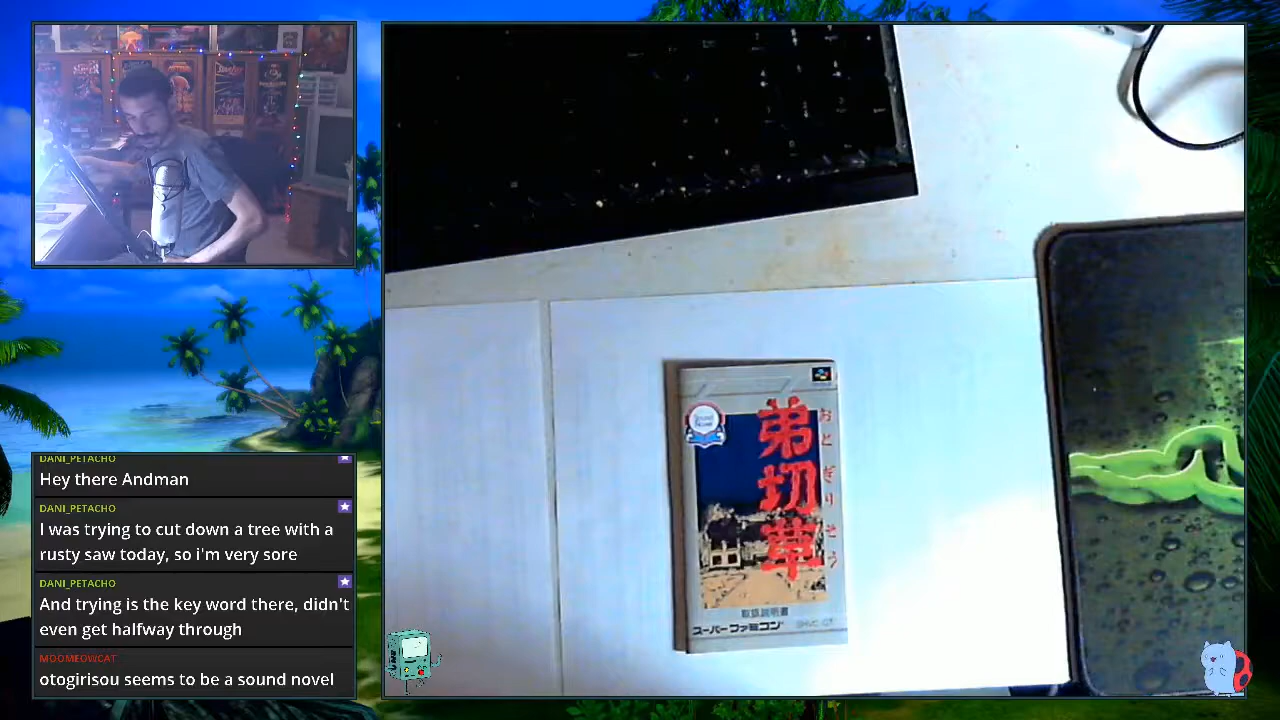 DANI_PETACHO
Hey there Andman
DANI_PETACHO
I was trying to cut down a tree with a
rusty saw today, so i'm very sore
DANI_PETACHO
And trying is the key word there, didn't
even get halfway through
MOOMEOWCAT
otogirisou seems to be a sound novel
弟切草
おとぎりそう
取扱説明書
スーパーファミコン